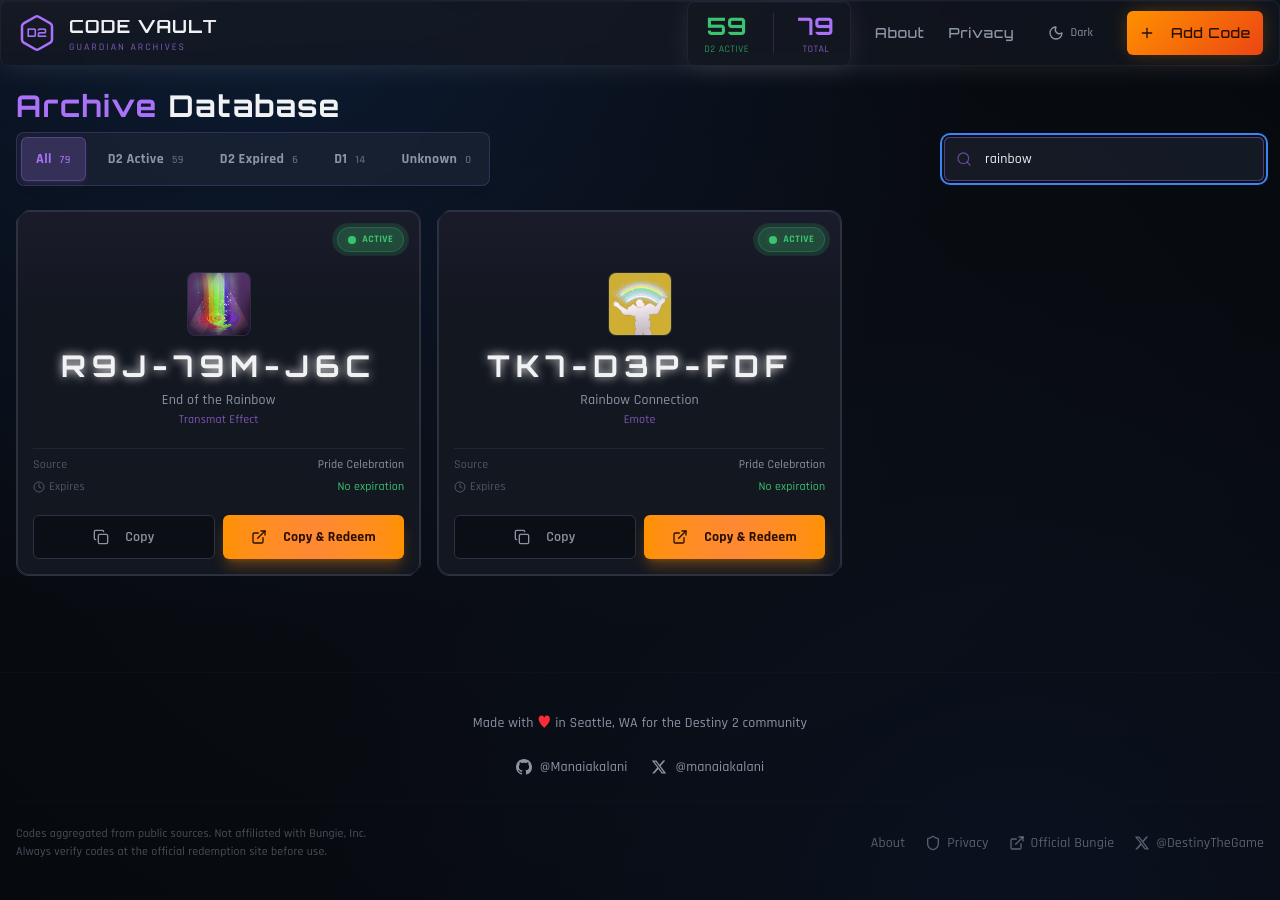 D2
CODE VAULT
GUARDIAN ARCHIVES
59
D2 ACTIVE
79
TOTAL
About
Privacy
Dark
Add Code
Archive Database
All 79
D2 Active 59
D2 Expired 6
D1 14
Unknown 0
rainbow
ACTIVE
R9J-79M-J6C
End of the Rainbow
Transmat Effect
Source Pride Celebration
Expires No expiration
Copy
Copy & Redeem
ACTIVE
TK7-D3P-FDF
Rainbow Connection
Emote
Source Pride Celebration
Expires No expiration
Copy
Copy & Redeem
Made with ♥ in Seattle, WA for the Destiny 2 community
@Manaiakalani
@manaiakalani
Codes aggregated from public sources. Not affiliated with Bungie, Inc.
Always verify codes at the official redemption site before use.
About
Privacy
Official Bungie
@DestinyTheGame